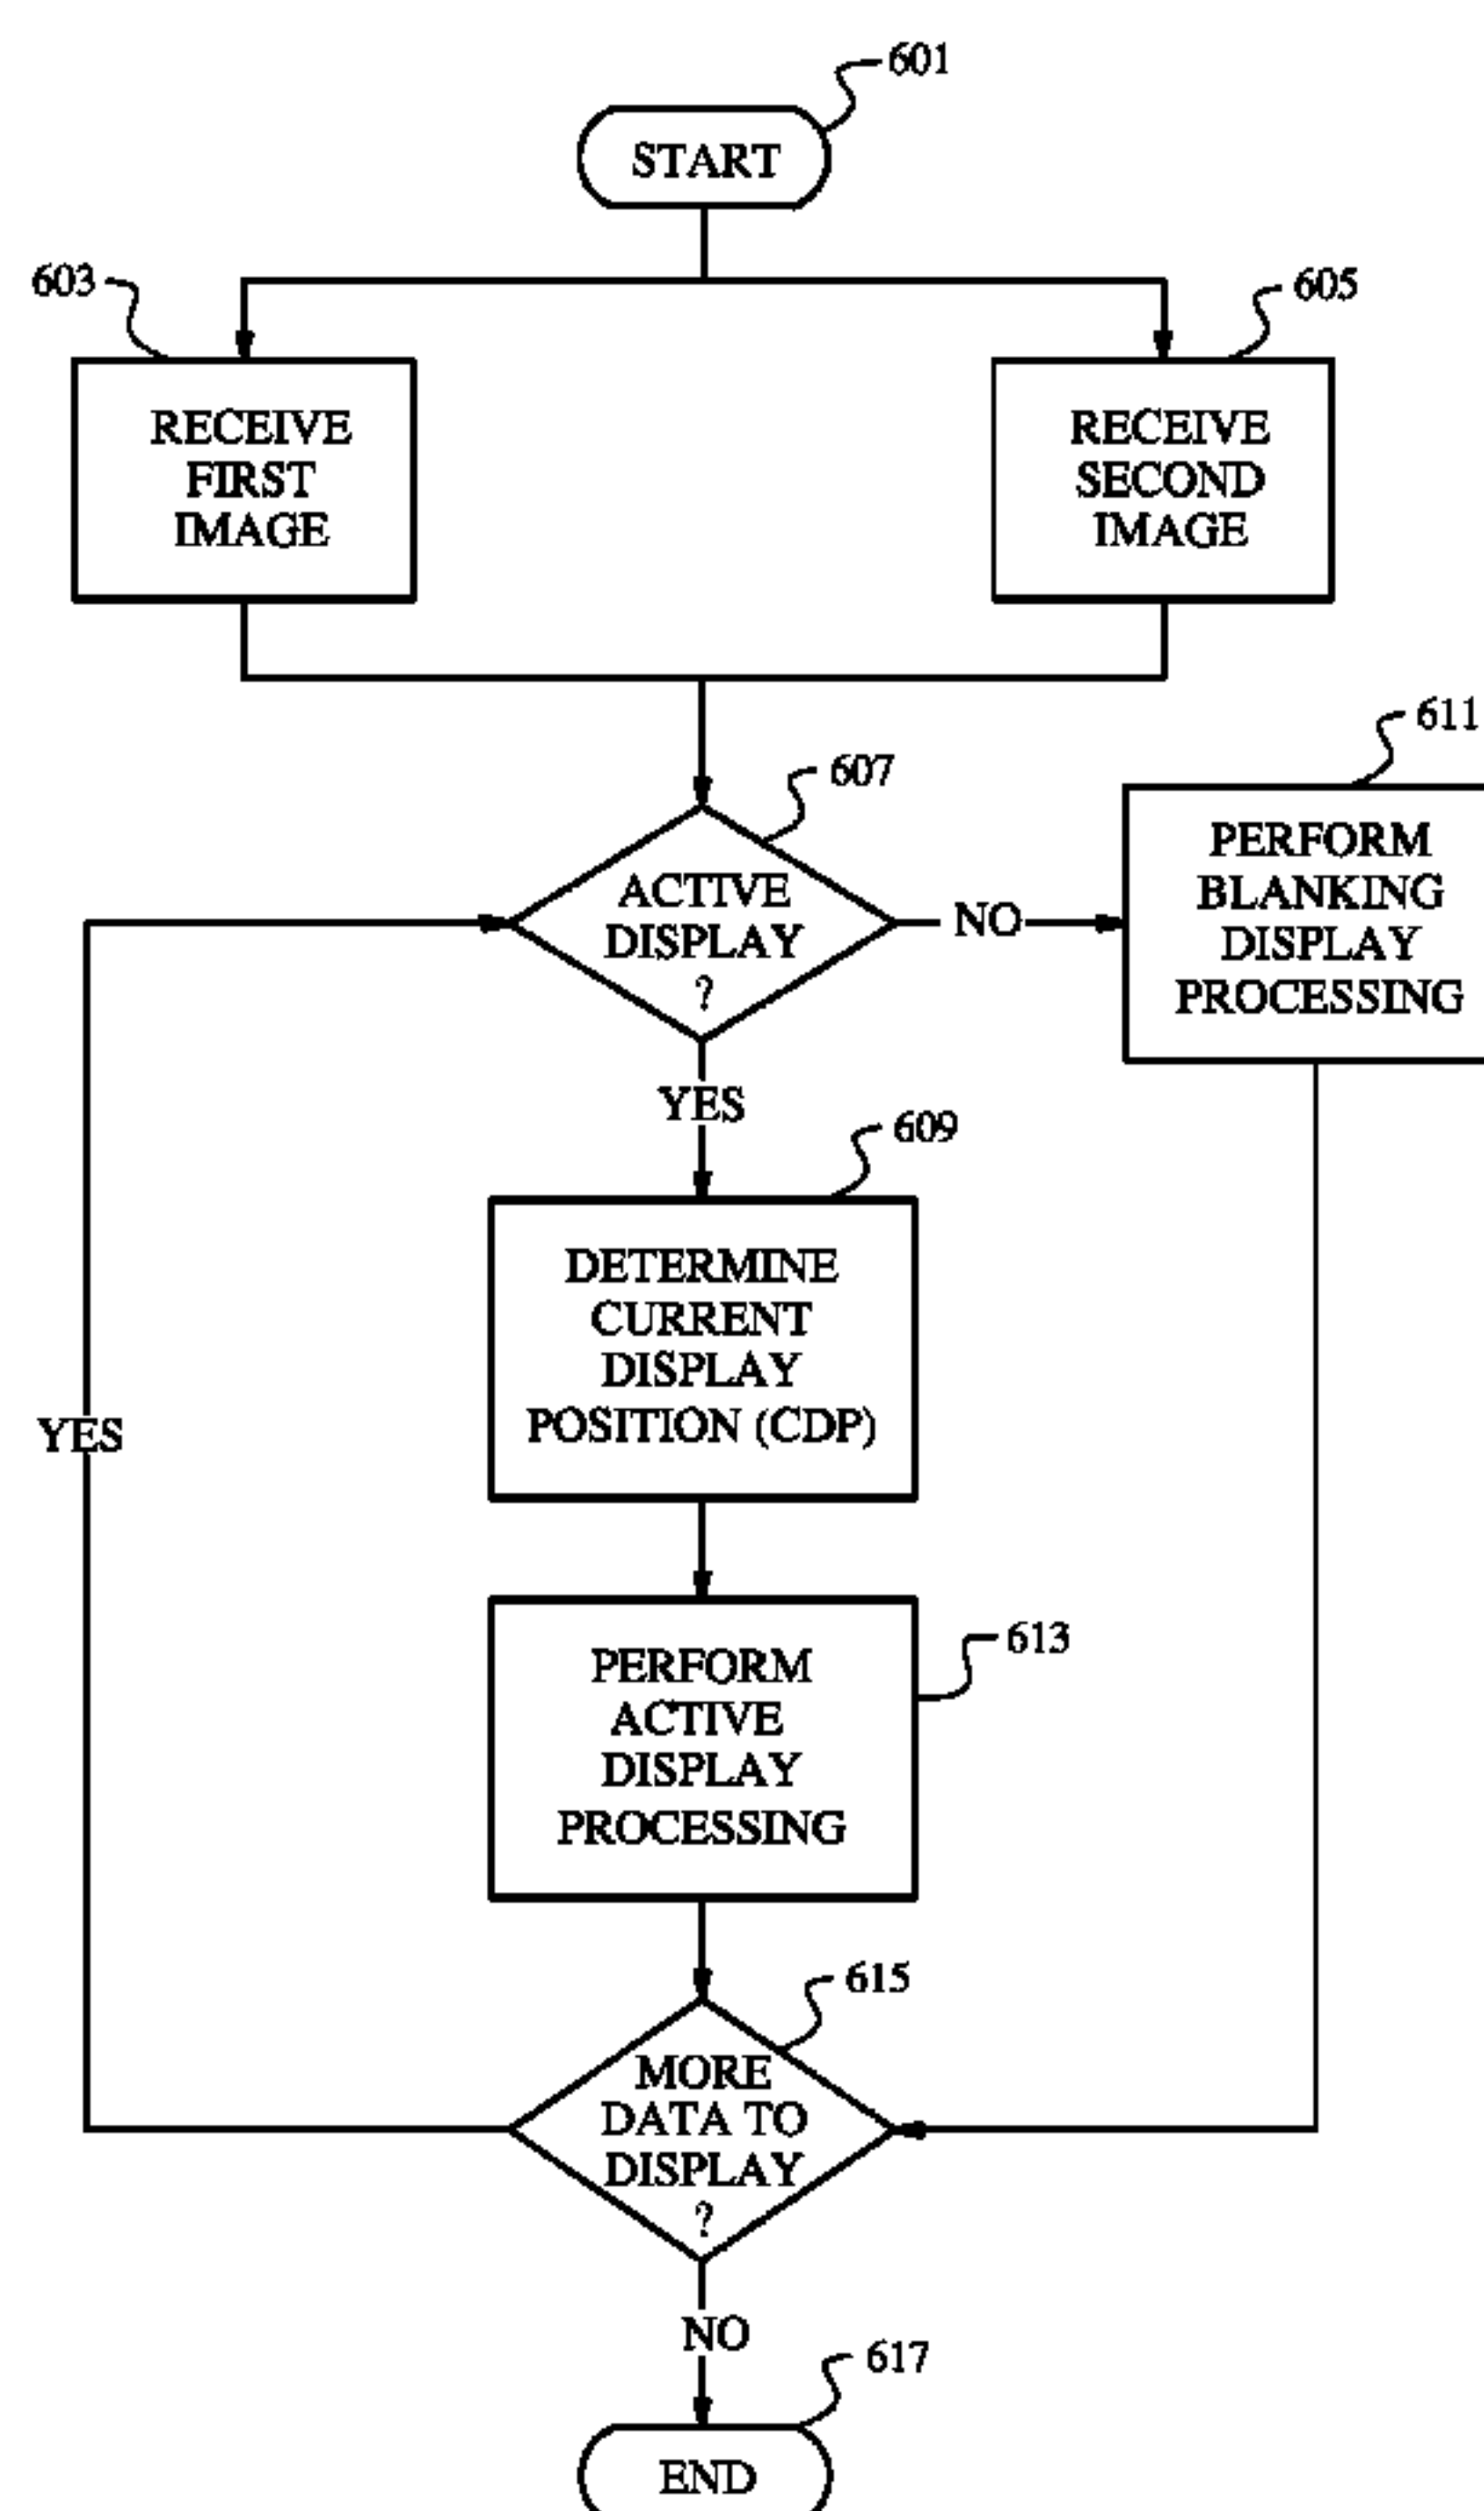 601
START
603
605
RECEIVE
FIRST
IMAGE
RECEIVE
SECOND
IMAGE
611
607
PERFORM
BLANKING
DISPLAY
PROCESSING
ACTIVE
DISPLAY
?
NO
YES
609
DETERMINE
CURRENT
DISPLAY
POSITION (CDP)
YES
613
PERFORM
ACTIVE
DISPLAY
PROCESSING
615
MORE
DATA TO
DISPLAY
?
NO
617
END